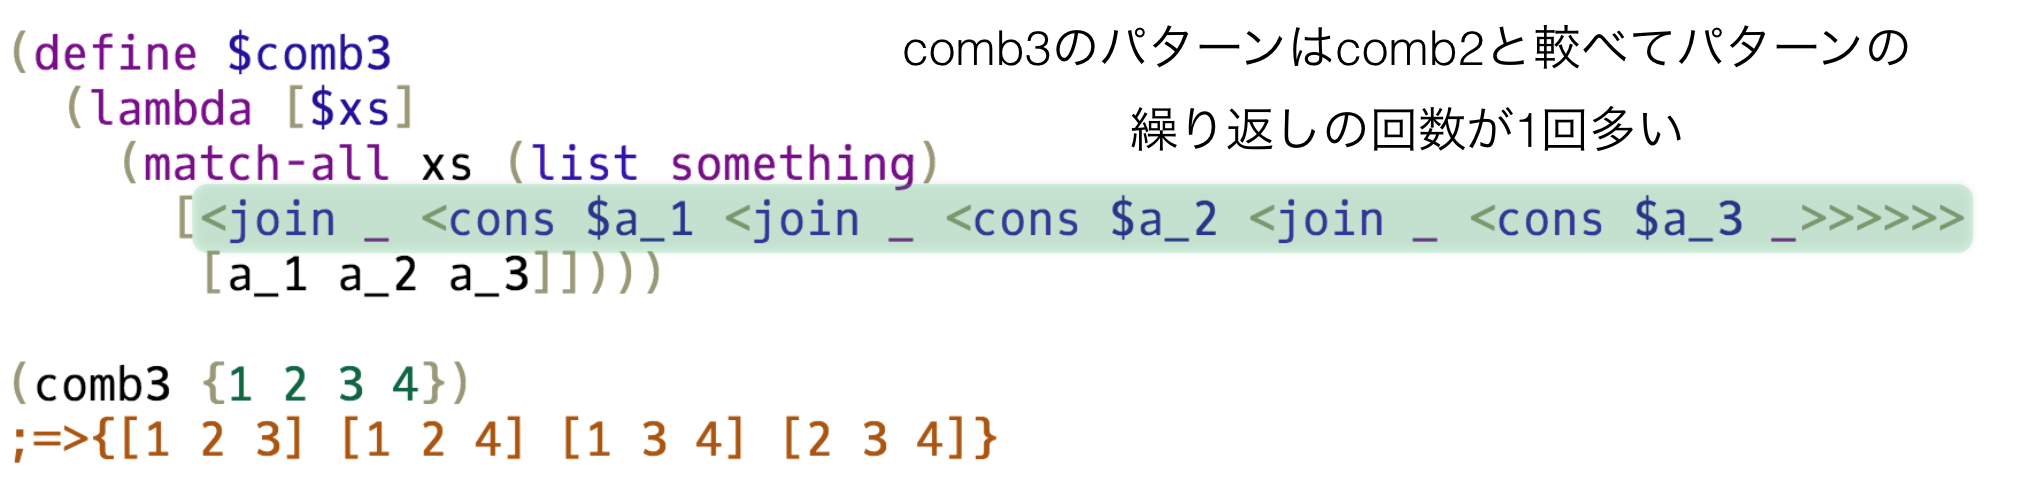 (define $comb3
(lambda [$xs]
(match-all xs (list something)
[<join _ <cons $a_1 <join _ <cons $a_2 <join _ <cons $a_3 _>>>>>>
[a_1 a_2 a_3]])))
comb3のパターンはcomb2と較べてパターンの
繰り返しの回数が1回多い
(comb3 {1 2 3 4})
;=>{[1 2 3] [1 2 4] [1 3 4] [2 3 4]}